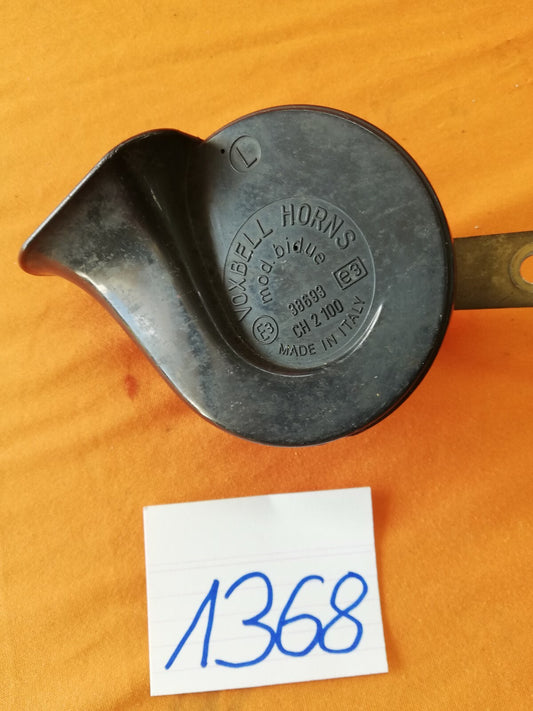 L
VOXBELL HORNS
mod. bidue
e3
38693
E3
CH 2 100
MADE IN ITALY
1368